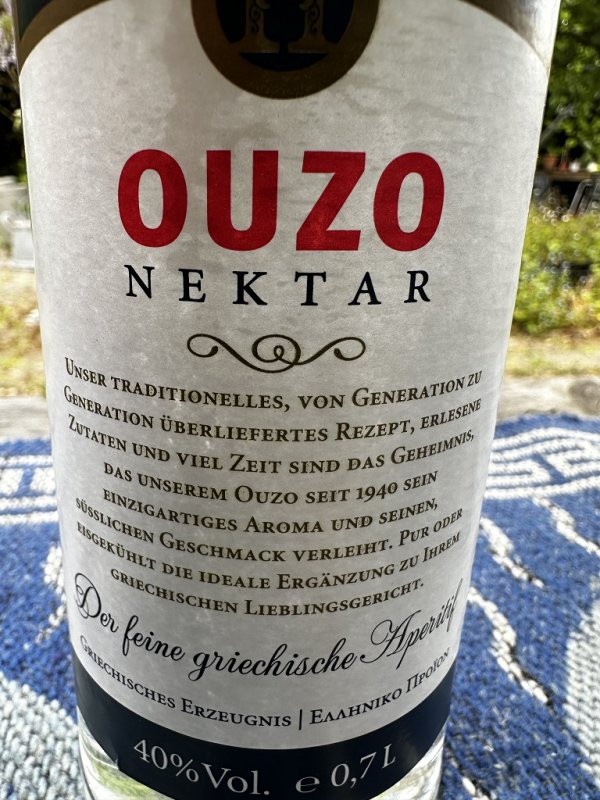 OUZO
NEKTAR
Unser traditionelles, von Generation zu
Generation überliefertes Rezept, erlesene
Zutaten und viel Zeit sind das Geheimnis,
das unserem Ouzo seit 1940 sein
einzigartiges Aroma und seinen,
süsslichen Geschmack verleiht. Pur oder
eisgekühlt die ideale Ergänzung zu Ihrem
griechischen Lieblingsgericht.
Der feine griechische Aperitif
Griechisches Erzeugnis | Ελληνικο Προϊον
40%Vol. e 0,7 L